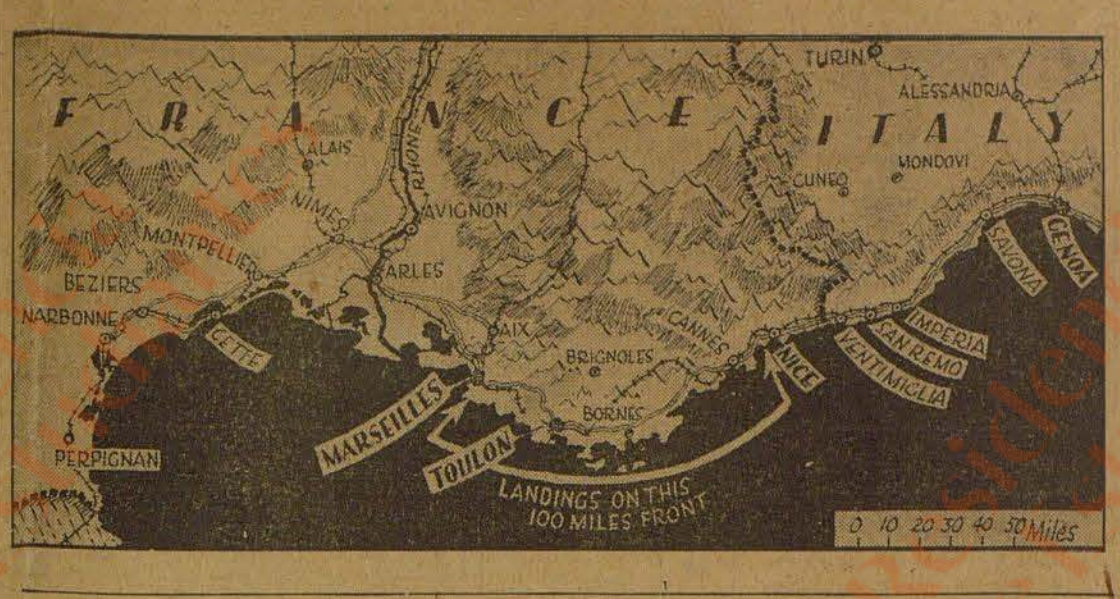 FRANCE
ITALY
TURIN
ALESSANDRIA
MONDOVI
CUNEO
ALAIS
RHONE
NIMES
AVIGNON
MONTPELLIER
ARLES
BEZIERS
NARBONNE
CETTE
AIX
CANNES
BRIGNOLES
BORNES
PERPIGNAN
MARSEILLES
TOULON
NICE
VENTIMIGLIA
SAN REMO
IMPERIA
SAVONA
GENOA
LANDINGS ON THIS
100 MILES FRONT
0 10 20 30 40 50 Miles